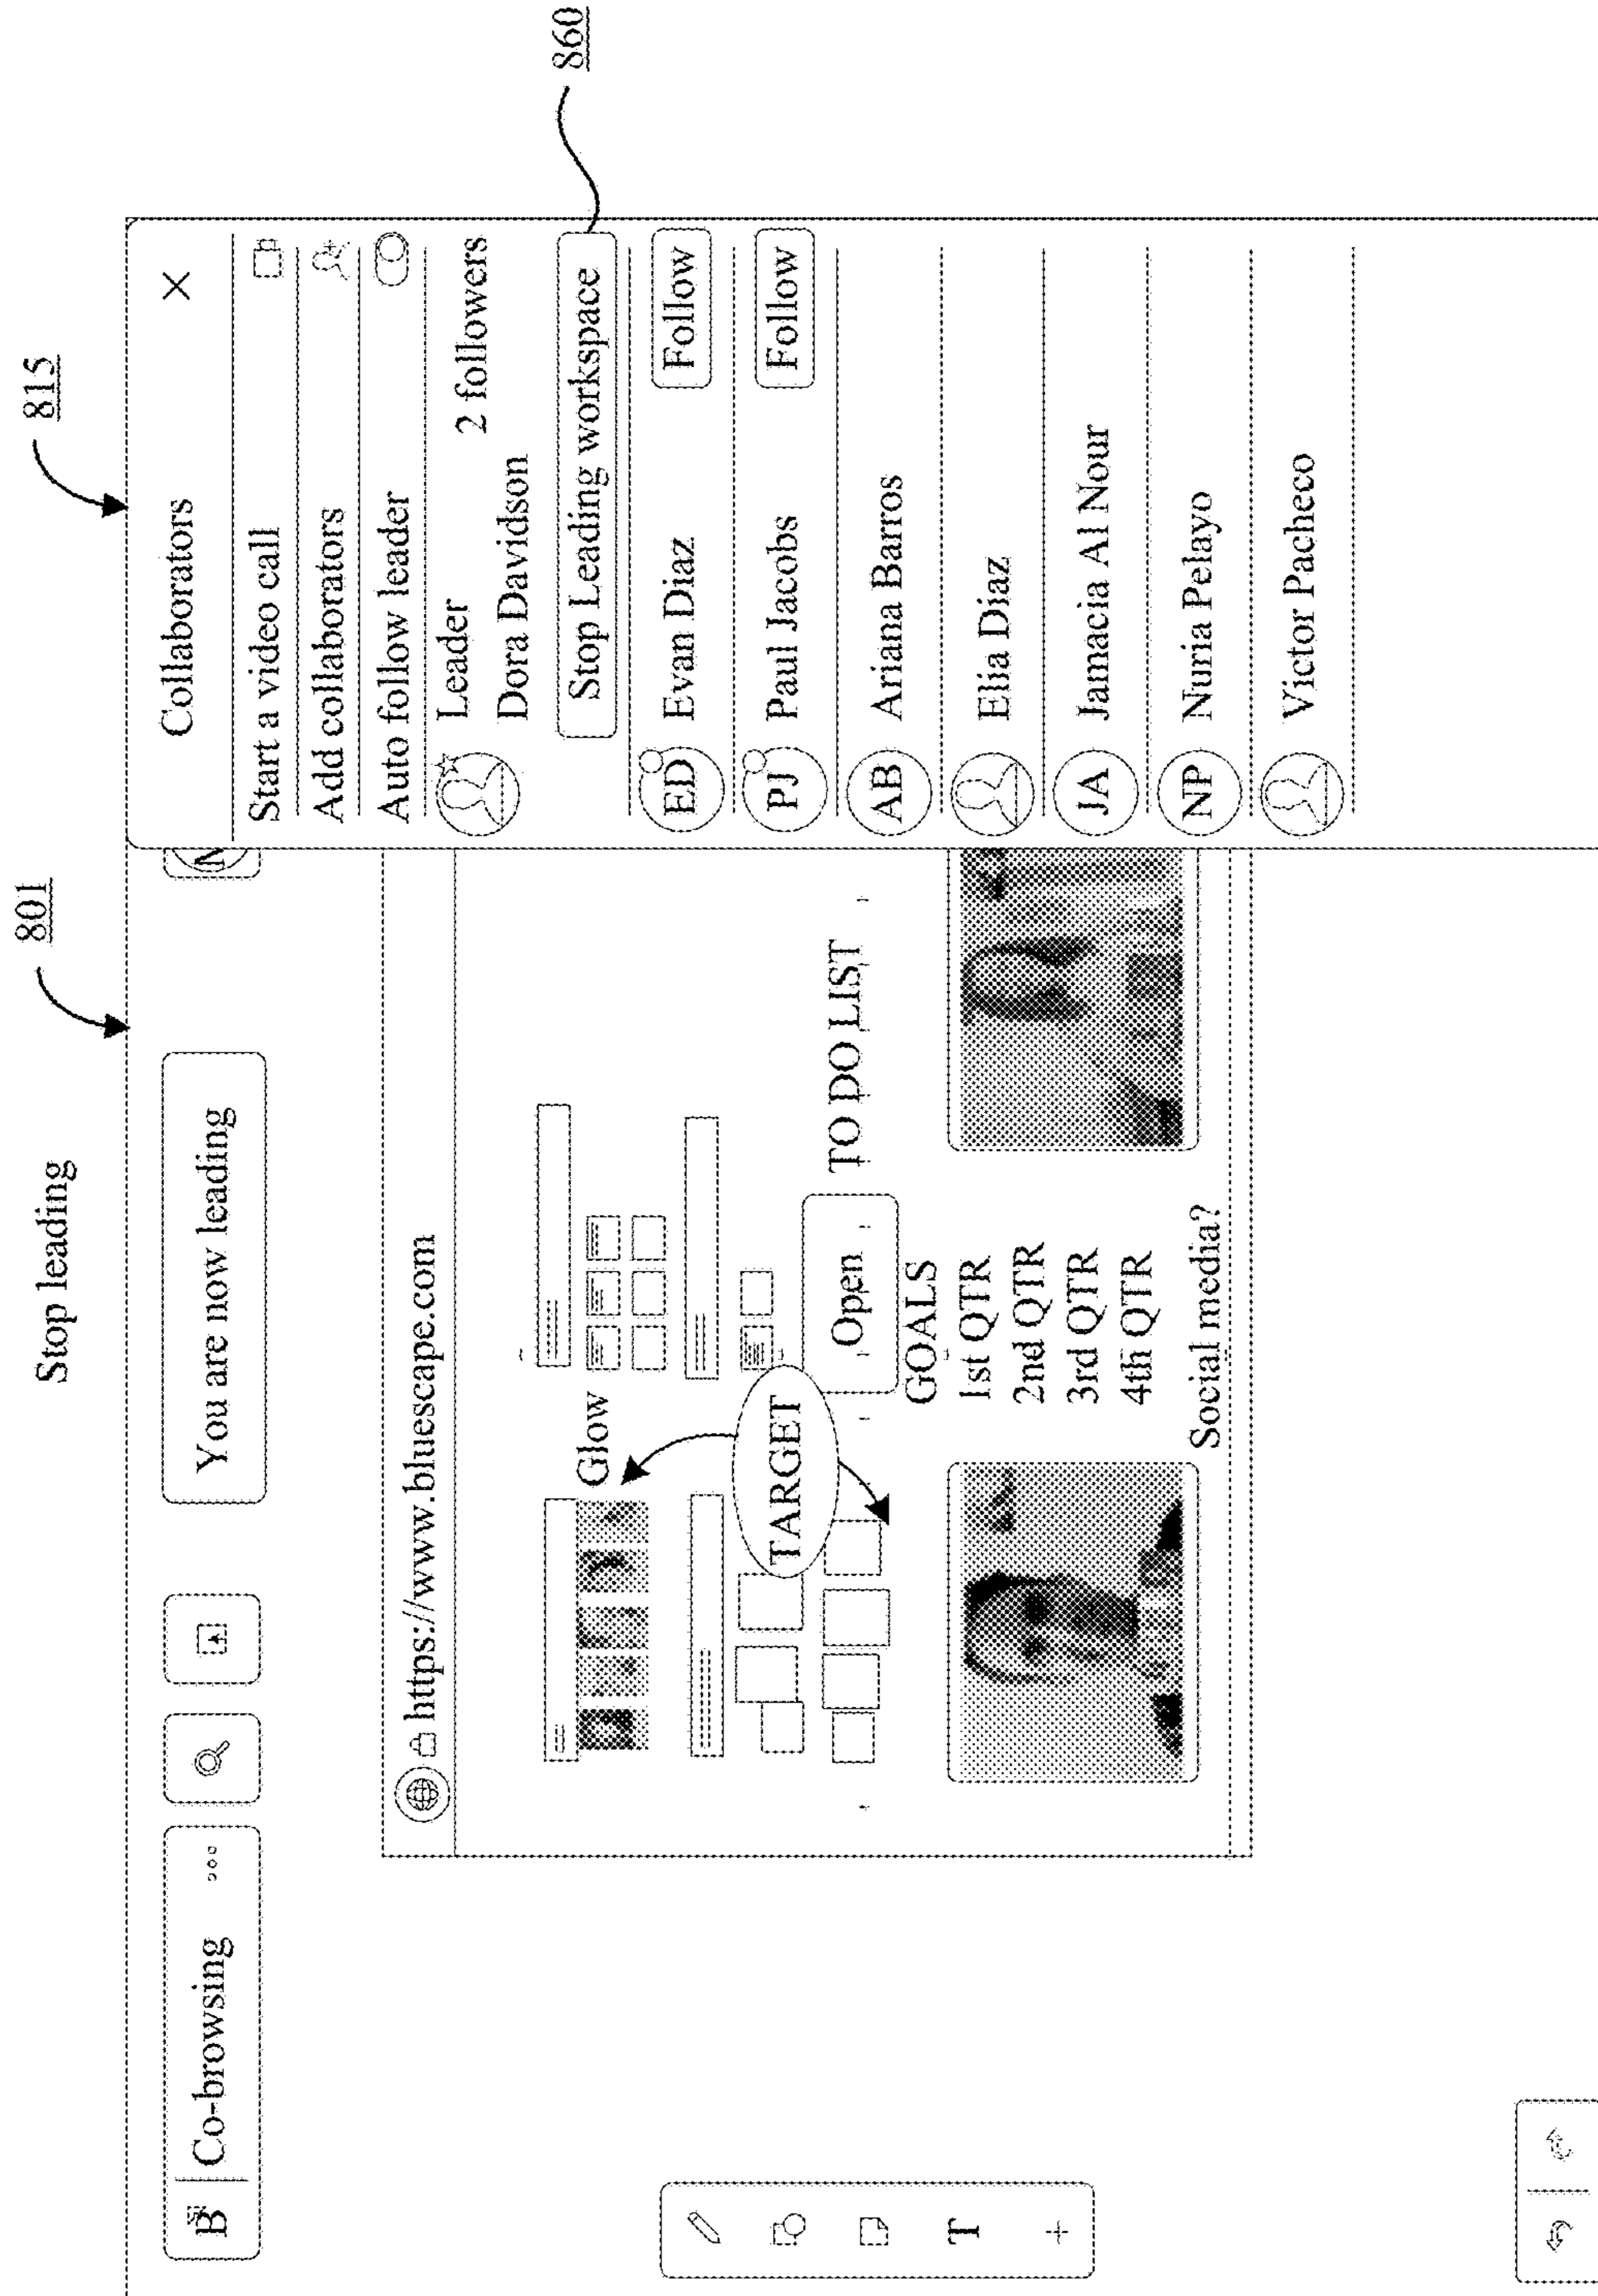 Stop leading
801
815
B Co-browsing
You are now leading
https://www.bluescape.com
Glow
TARGET
Open
TO DO LIST
GOALS
1st QTR
2nd QTR
3rd QTR
4th QTR
Social media?
T
Collaborators
Start a video call
Add collaborators
Auto follow leader
Leader
2 followers
Dora Davidson
Stop Leading workspace
860
ED Evan Diaz Follow
PJ Paul Jacobs Follow
AB Ariana Barros
Elia Diaz
JA Jamacia Al Nour
NP Nuria Pelayo
Victor Pacheco